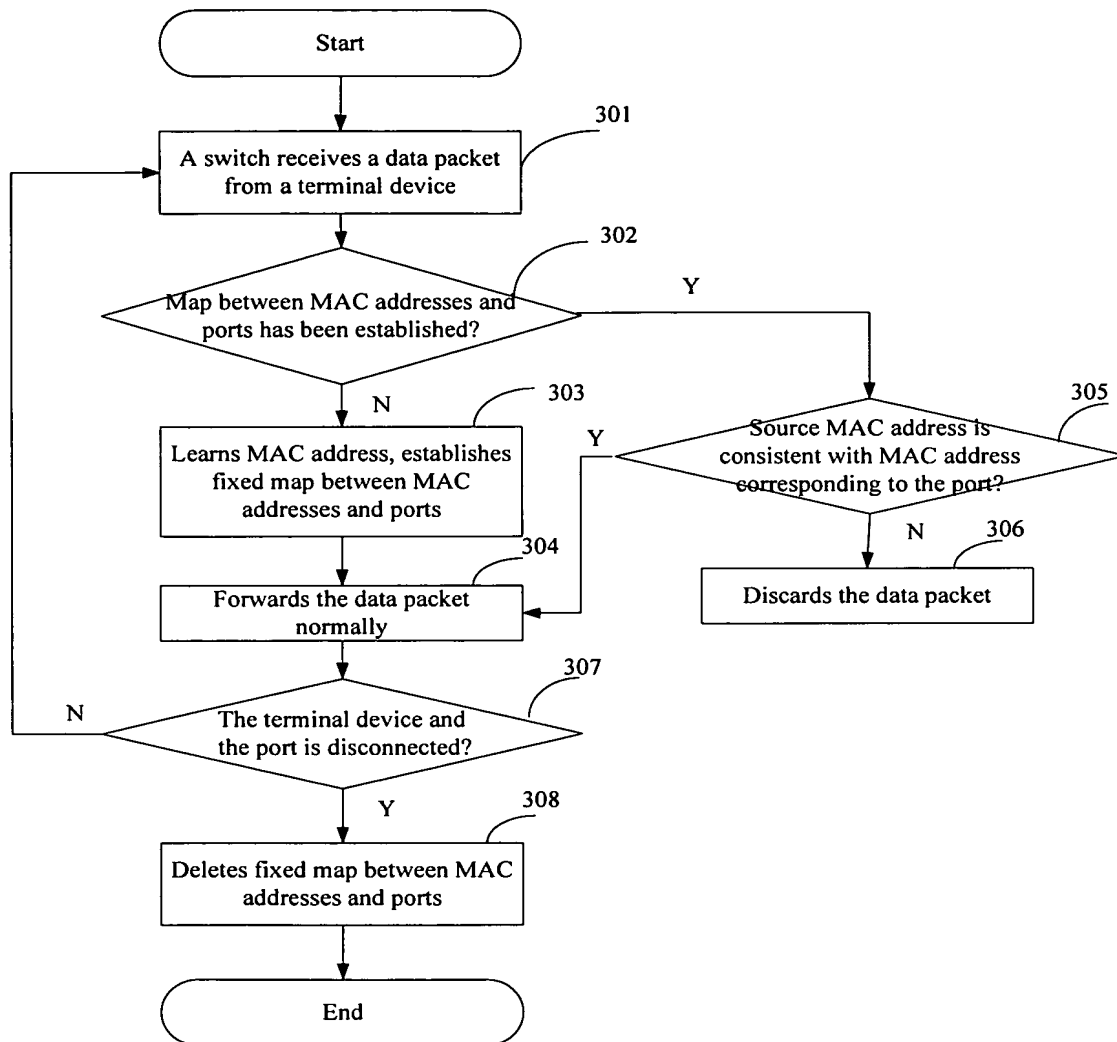 Start
301
A switch receives a data packet
from a terminal device
302
Map between MAC addresses and
ports has been established?
Y
N
303
Learns MAC address, establishes
fixed map between MAC
addresses and ports
305
Y
Source MAC address is
consistent with MAC address
corresponding to the port?
N
306
Discards the data packet
304
Forwards the data packet
normally
307
N
The terminal device and
the port is disconnected?
Y
308
Deletes fixed map between MAC
addresses and ports
End